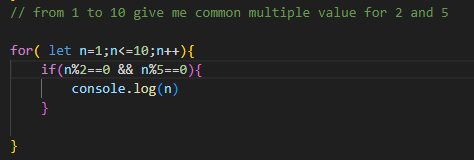 // from 1 to 10 give me common multiple value for 2 and 5
for( let n=1;n<=10;n++){
if(n%2==0 && n%5==0){
console.log(n)
}
}